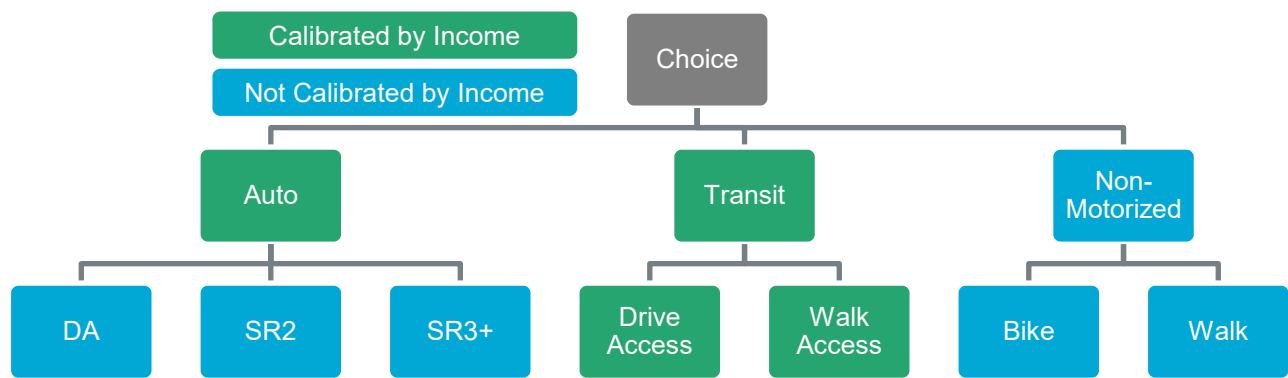 Calibrated by Income
Choice
Not Calibrated by Income
Auto
Transit
Non-
Motorized
DA
SR2
SR3+
Drive
Access
Walk
Access
Bike
Walk